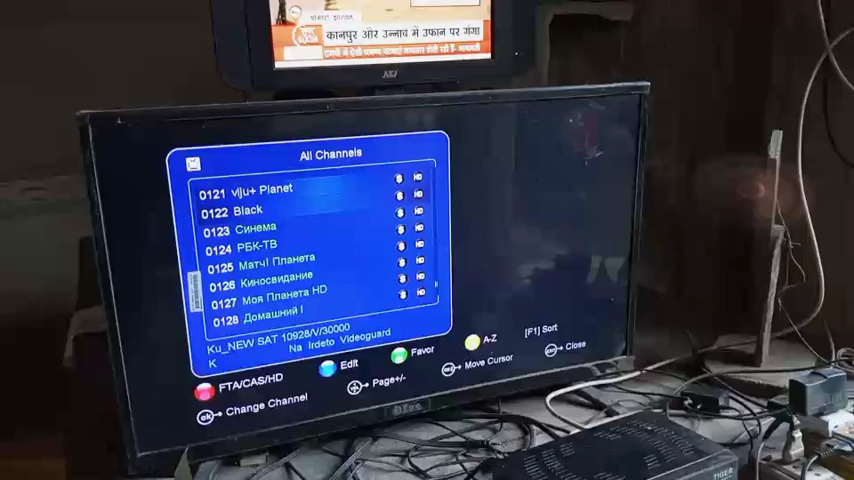 कानपुर और उन्नाव में उफान पर गंगा
AKJ
All Channels
0121 viju+ Planet
0122 Black
0123 Синема
0124 РБК-ТВ
0125 Матч! Планета
0126 Киносвидание
0127 Моя Планета HD
0128 Домашний I
Ku_NEW SAT 10928/V/30000
Na Irdeto Videoguard
K
FTA/CAS/HD
Edit
Favor
A-Z
[F1] Sort
ok Change Channel
Page+/-
Move Cursor
Close
TIGER